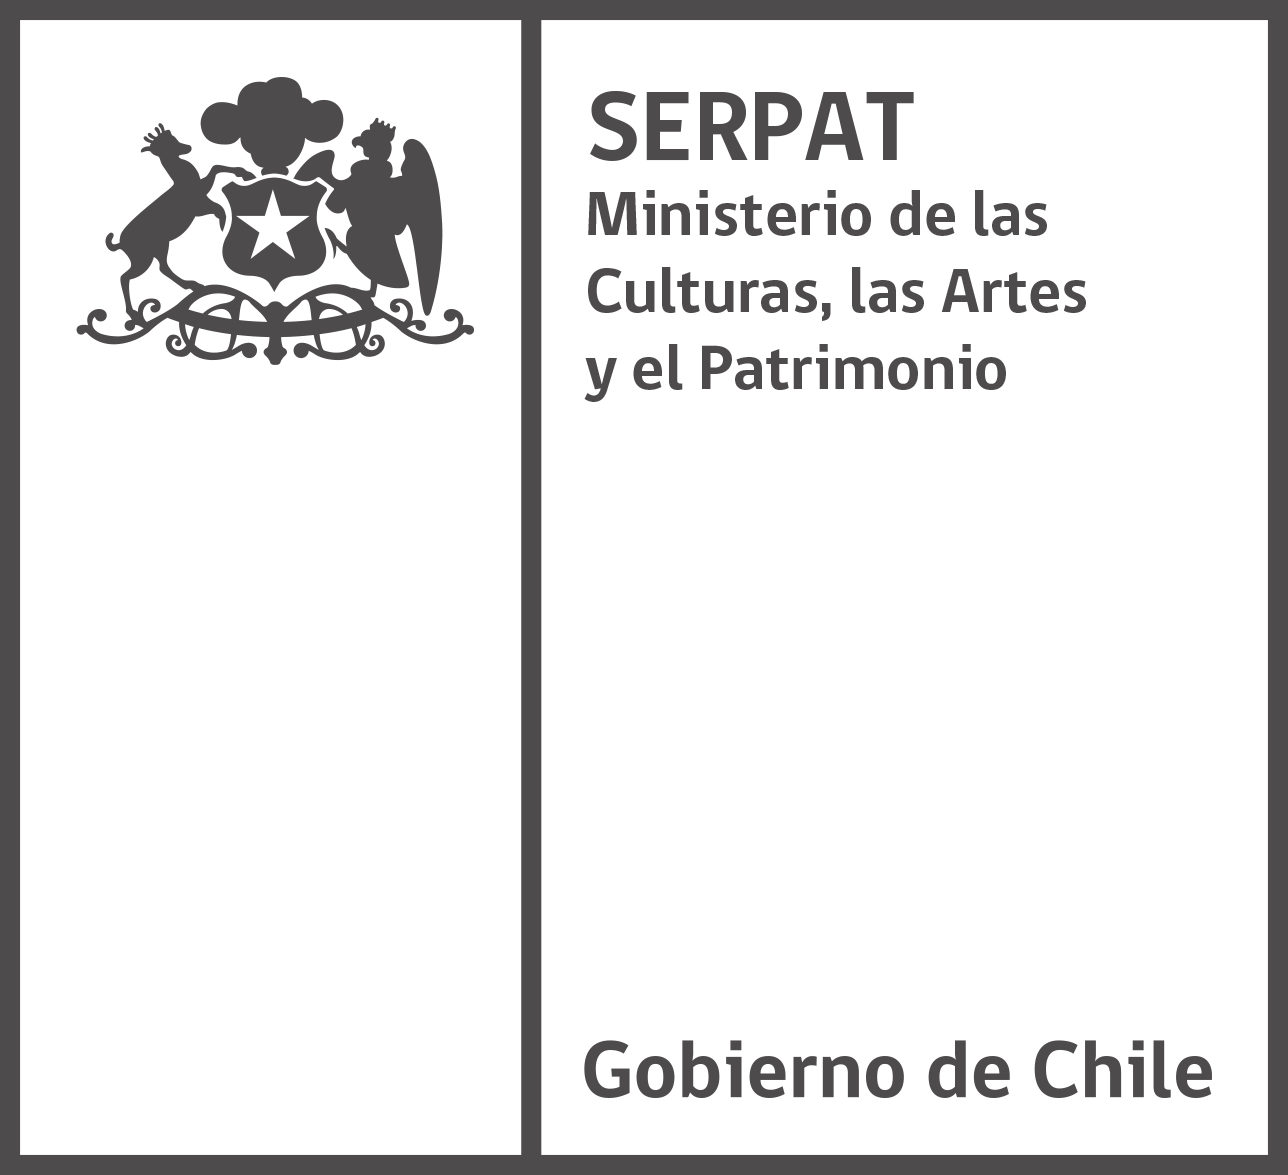 SERPAT
Ministerio de las
Culturas, las Artes
y el Patrimonio
Gobierno de Chile